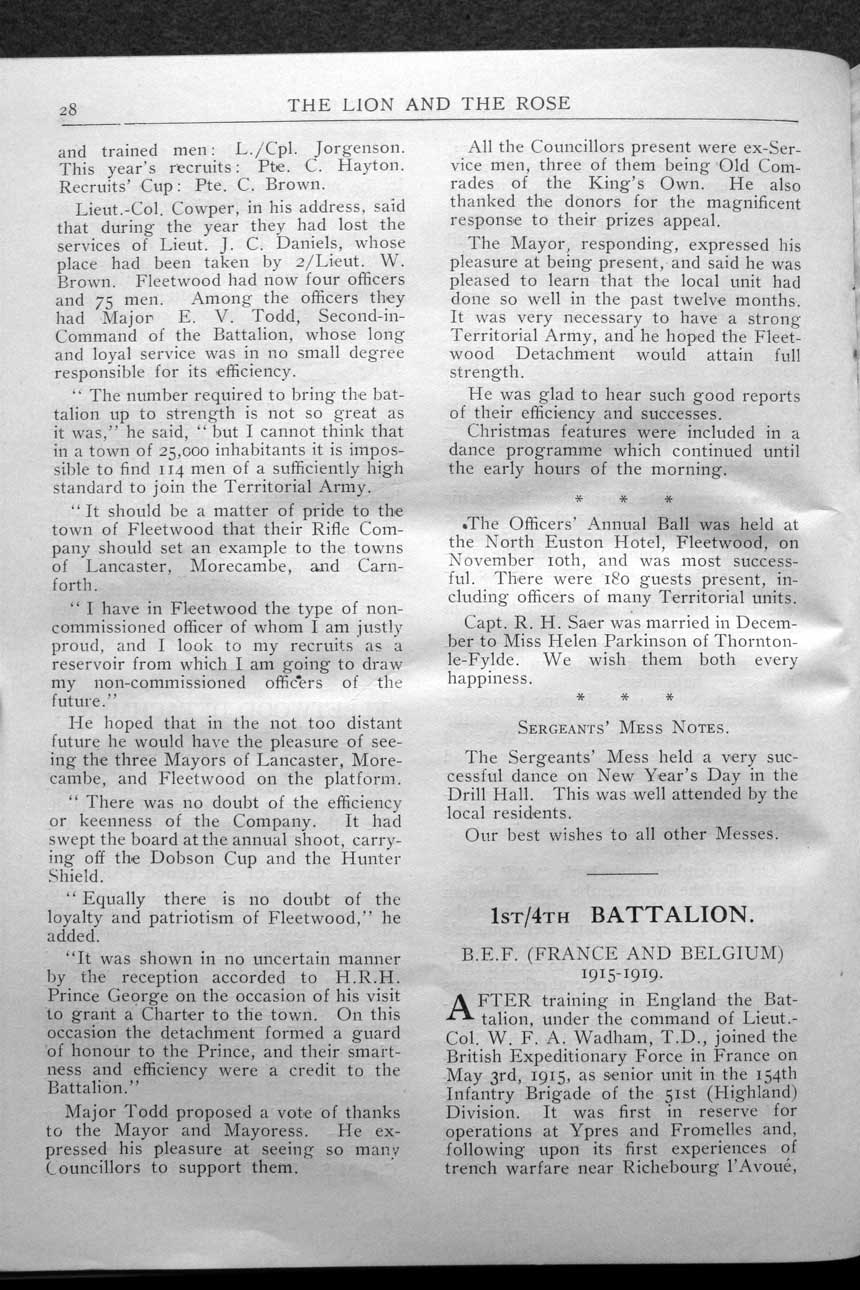 28
THE LION AND THE ROSE
and trained men: L./Cpl. Jorgenson.
This year's recruits: Pte. C. Hayton.
Recruits' Cup: Pte. C. Brown.
Lieut.-Col. Cowper, in his address, said
that during the year they had lost the
services of Lieut. J. C. Daniels, whose
place had been taken by 2/Lieut. W.
Brown. Fleetwood had now four officers
and 75 men. Among the officers they
had Major E. V. Todd, Second-in-
Command of the Battalion, whose long
and loyal service was in no small degree
responsible for its efficiency.
" The number required to bring the bat-
talion up to strength is not so great as
it was," he said, " but I cannot think that
in a town of 25,000 inhabitants it is impos-
sible to find 114 men of a sufficiently high
standard to join the Territorial Army.
" It should be a matter of pride to the
town of Fleetwood that their Rifle Com-
pany should set an example to the towns
of Lancaster, Morecambe, and Carn-
forth.
" I have in Fleetwood the type of non-
commissioned officer of whom I am justly
proud, and I look to my recruits as a
reservoir from which I am going to draw
my non-commissioned officers of the
future."
He hoped that in the not too distant
future he would have the pleasure of see-
ing the three Mayors of Lancaster, More-
cambe, and Fleetwood on the platform.
" There was no doubt of the efficiency
or keenness of the Company. It had
swept the board at the annual shoot, carry-
ing off the Dobson Cup and the Hunter
Shield.
" Equally there is no doubt of the
loyalty and patriotism of Fleetwood," he
added.
"It was shown in no uncertain manner
by the reception accorded to H.R.H.
Prince George on the occasion of his visit
to grant a Charter to the town. On this
occasion the detachment formed a guard
of honour to the Prince, and their smart-
ness and efficiency were a credit to the
Battalion."
Major Todd proposed a vote of thanks
to the Mayor and Mayoress. He ex-
pressed his pleasure at seeing so many
Councillors to support them.
All the Councillors present were ex-Ser-
vice men, three of them being Old Com-
rades of the King's Own. He also
thanked the donors for the magnificent
response to their prizes appeal.
The Mayor, responding, expressed his
pleasure at being present, and said he was
pleased to learn that the local unit had
done so well in the past twelve months.
It was very necessary to have a strong
Territorial Army, and he hoped the Fleet-
wood Detachment would attain full
strength.
He was glad to hear such good reports
of their efficiency and successes.
Christmas features were included in a
dance programme which continued until
the early hours of the morning.
* * *
The Officers' Annual Ball was held at
the North Euston Hotel, Fleetwood, on
November 10th, and was most success-
ful. There were 180 guests present, in-
cluding officers of many Territorial units.
Capt. R. H. Saer was married in Decem-
ber to Miss Helen Parkinson of Thornton-
le-Fylde. We wish them both every
happiness.
* * *
SERGEANTS' MESS NOTES.
The Sergeants' Mess held a very suc-
cessful dance on New Year's Day in the
Drill Hall. This was well attended by the
local residents.
Our best wishes to all other Messes.
1ST/4TH BATTALION.
B.E.F. (FRANCE AND BELGIUM)
1915-1919.
AFTER training in England the Bat-
talion, under the command of Lieut.-
Col. W. F. A. Wadham, T.D., joined the
British Expeditionary Force in France on
May 3rd, 1915, as senior unit in the 154th
Infantry Brigade of the 51st (Highland)
Division. It was first in reserve for
operations at Ypres and Fromelles and,
following upon its first experiences of
trench warfare near Richebourg l'Avoué,